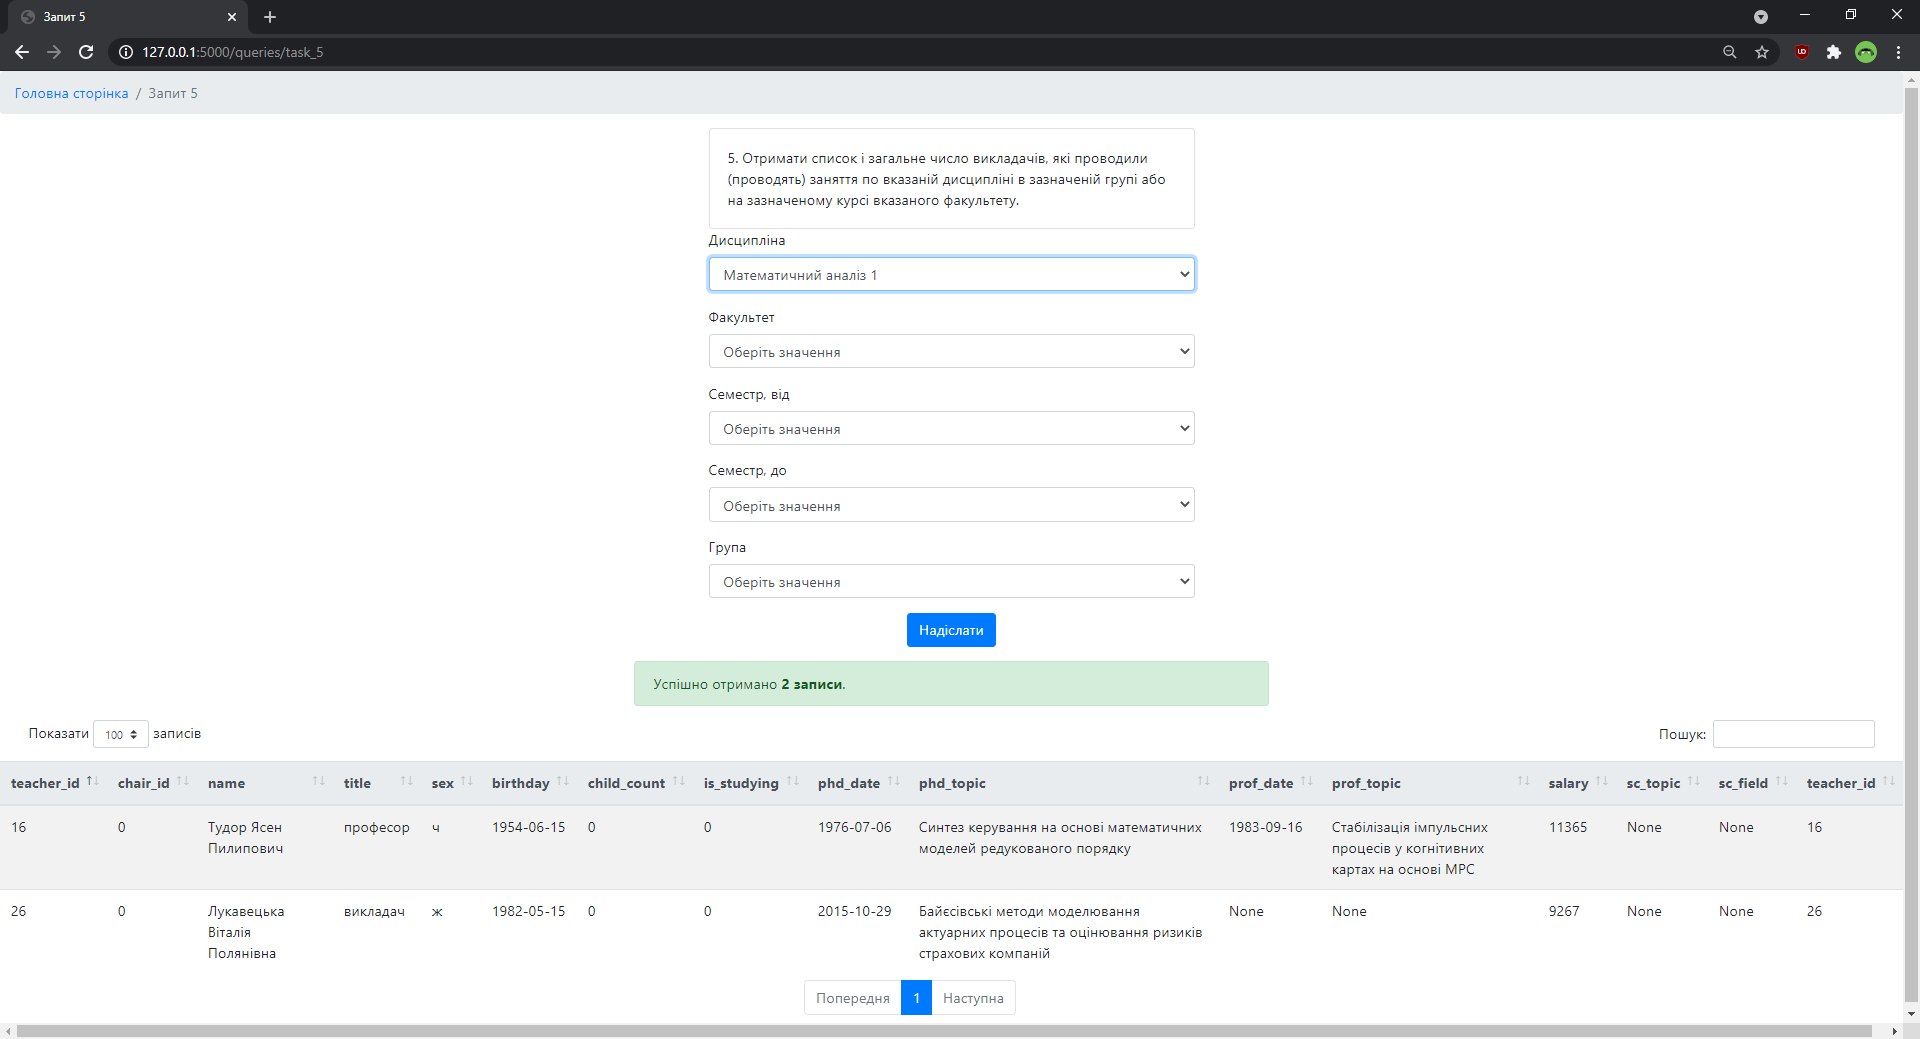 Запит 5
127.0.0.1:5000/queries/task_5
Головна сторінка / Запит 5
5. Отримати список і загальне число викладачів, які проводили
(проводять) заняття по вказаній дисципліні в зазначеній групі або
на зазначеному курсі вказаного факультету.
Дисципліна
Математичний аналіз 1
Факультет
Оберіть значення
Семестр, від
Оберіть значення
Семестр, до
Оберіть значення
Група
Оберіть значення
Надіслати
Успішно отримано 2 записи.
Показати 100 записів Пошук:
teacher_id chair_id name title sex birthday child_count is_studying phd_date phd_topic prof_date prof_topic salary sc_topic sc_field teacher_id
16 0 Тудор Ясен професор ч 1954-06-15 0 0 1976-07-06 Синтез керування на основі математичних 1983-09-16 Стабілізація імпульсних 11365 None None 16
Пилипович моделей редукованого порядку процесів у когнітивних
картах на основі МРС
26 0 Лукавецька викладач ж 1982-05-15 0 0 2015-10-29 Байєсівські методи моделювання None None 9267 None None 26
Віталія актуарних процесів та оцінювання ризиків
Полянівна страхових компаній
Попередня 1 Наступна